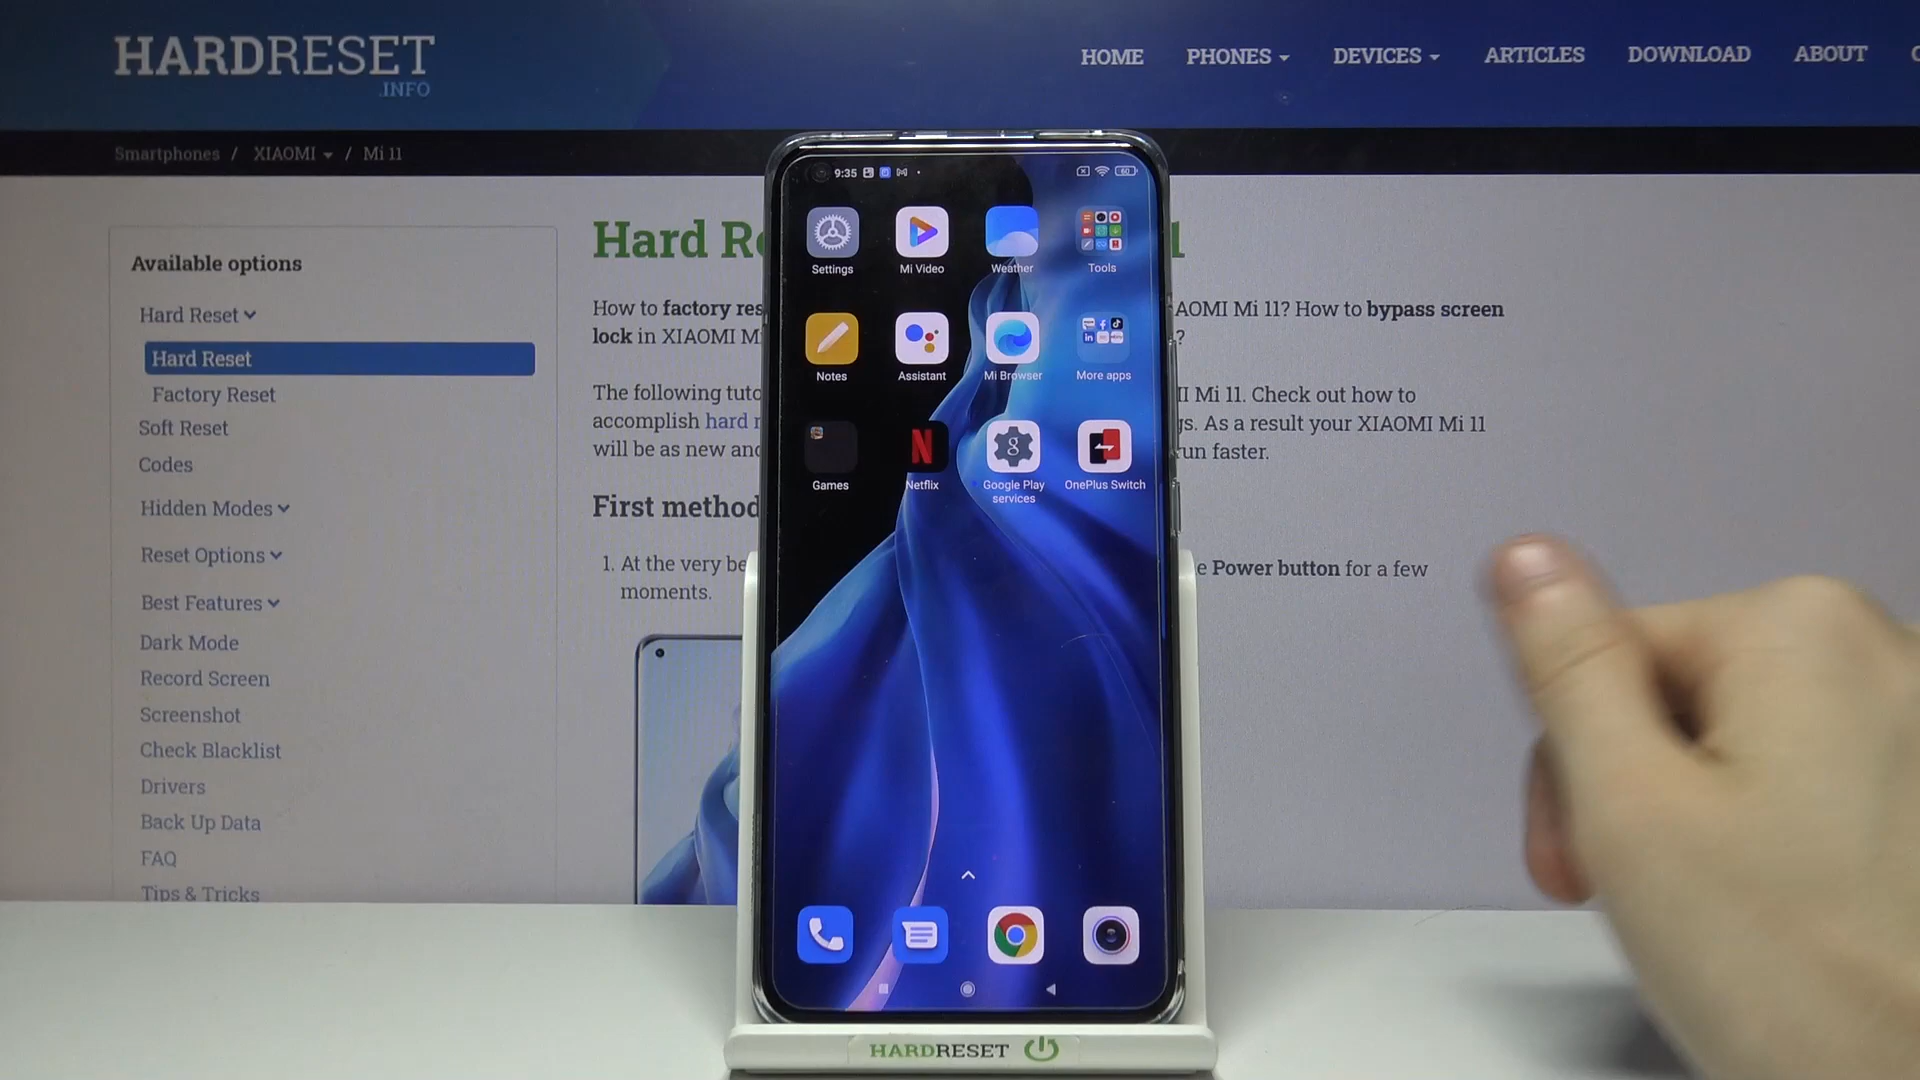 HARDRESET
.INFO
HOME PHONES DEVICES ARTICLES DOWNLOAD ABOUT
Smartphones / XIAOMI / Mi 11
Available options
Hard Reset
Hard Reset
Factory Reset
Soft Reset
Codes
Hidden Modes
Reset Options
Best Features
Dark Mode
Record Screen
Screenshot
Check Blacklist
Drivers
Back Up Data
FAQ
Tips & Tricks
Hard Re 1
How to factory res AOMI Mi 11? How to bypass screen
lock in XIAOMI M ?
The following tuto I Mi 11. Check out how to
accomplish hard r gs. As a result your XIAOMI Mi 11
will be as new and run faster.
First method
1. At the very be e Power button for a few
moments.
9:35 60
Settings Mi Video Weather Tools
Notes Assistant Mi Browser More apps
Games Netflix Google Play services OnePlus Switch
HARDRESET